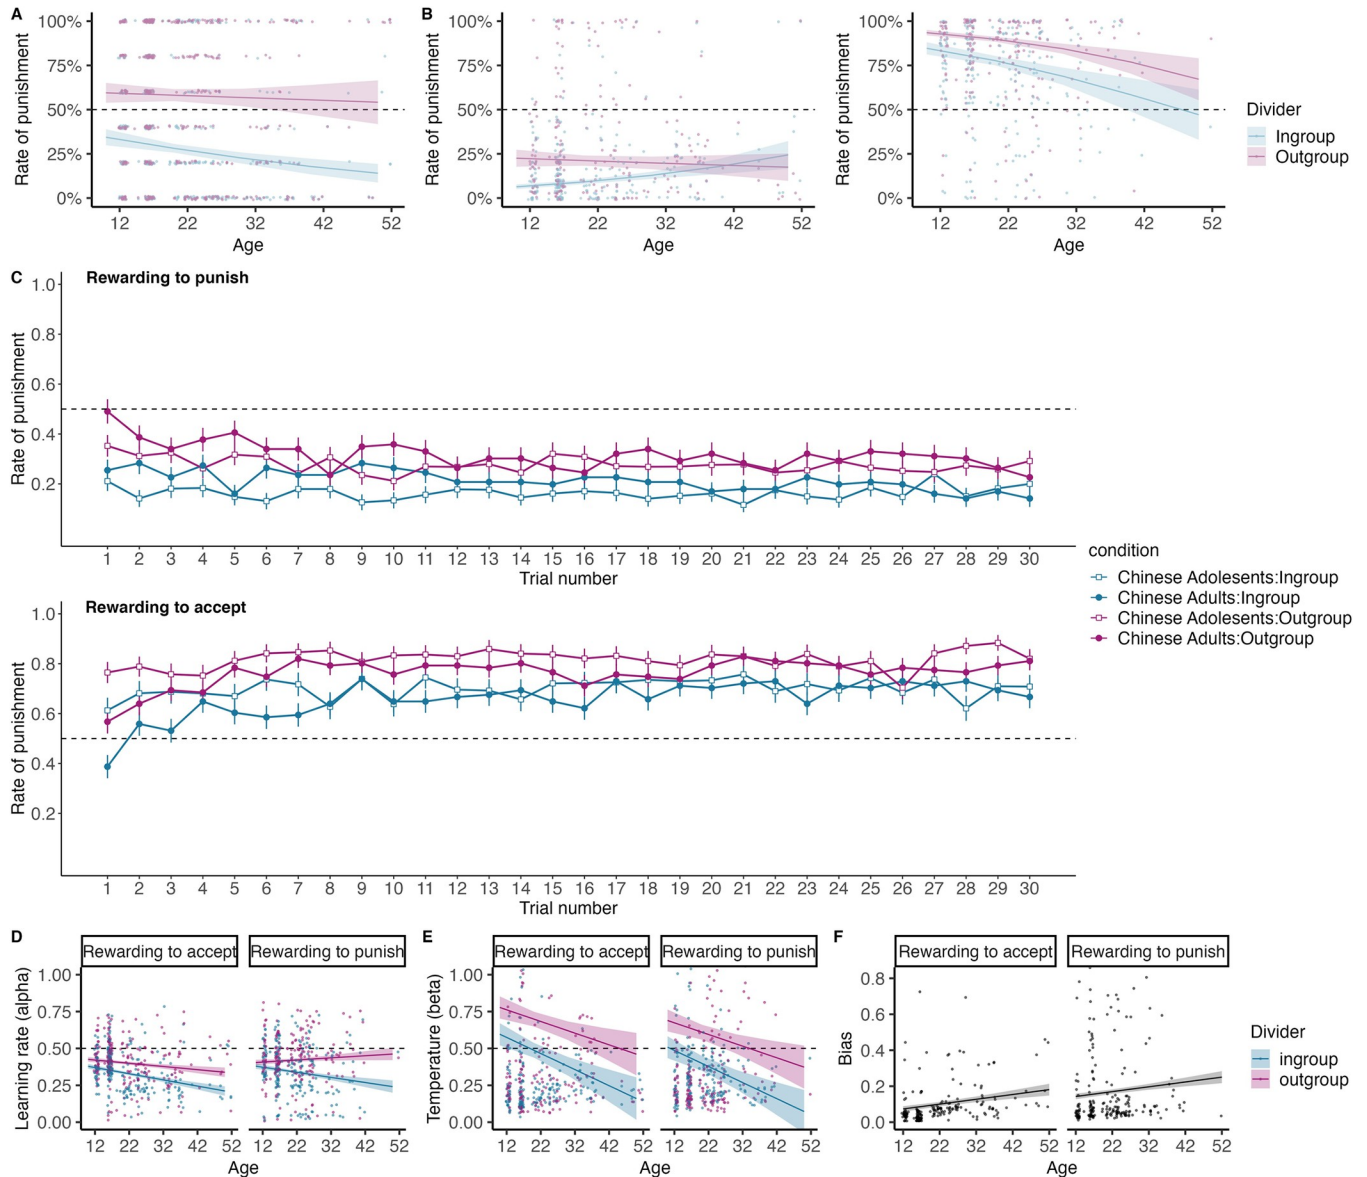 A
B
100%
75%
50%
25%
0%
Rate of punishment
12 22 32 42 52
Age
100%
75%
50%
25%
0%
Rate of punishment
12 22 32 42 52
Age
100%
75%
50%
25%
0%
Rate of punishment
12 22 32 42 52
Age
Divider
Ingroup
Outgroup
C
Rewarding to punish
1.0
0.8
0.6
0.4
0.2
Rate of punishment
1 2 3 4 5 6 7 8 9 10 11 12 13 14 15 16 17 18 19 20 21 22 23 24 25 26 27 28 29 30
Trial number
Rewarding to accept
1.0
0.8
0.6
0.4
0.2
Rate of punishment
1 2 3 4 5 6 7 8 9 10 11 12 13 14 15 16 17 18 19 20 21 22 23 24 25 26 27 28 29 30
Trial number
condition
Chinese Adolesents:Ingroup
Chinese Adults:Ingroup
Chinese Adolesents:Outgroup
Chinese Adults:Outgroup
D
Rewarding to accept
Rewarding to punish
1.00
0.75
0.50
0.25
0.00
Learning rate (alpha)
12 22 32 42 52
12 22 32 42 52
Age
E
Rewarding to accept
Rewarding to punish
1.00
0.75
0.50
0.25
0.00
Temperature (beta)
12 22 32 42 52
12 22 32 42 52
Age
F
Rewarding to accept
Rewarding to punish
0.8
0.6
0.4
0.2
0.0
Bias
12 22 32 42 52
12 22 32 42 52
Age
Divider
ingroup
outgroup